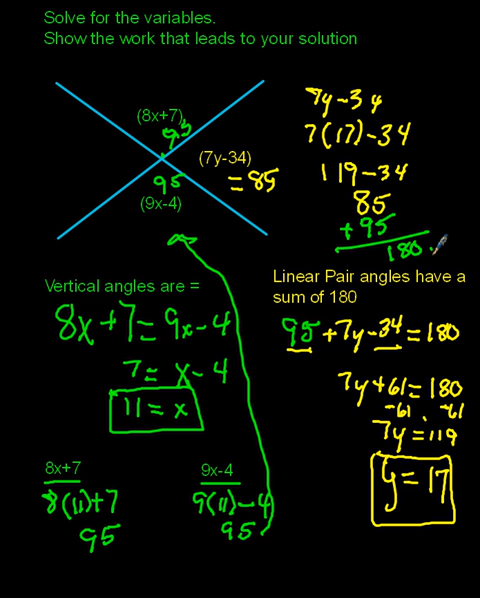 Solve for the variables.
Show the work that leads to your solution
(8x+7)
95
(7y-34)
= 85
95
(9x-4)
7y-34
7(17)-34
119-34
85
+95
180
Vertical angles are =
8x+7=9x-4
7= x-4
11=x
8x+7
8(11)+7
95
9x-4
9(11)-4
95
Linear Pair angles have a
sum of 180
95+7y-34=180
7y+61=180
-61 -61
7y=119
y=17